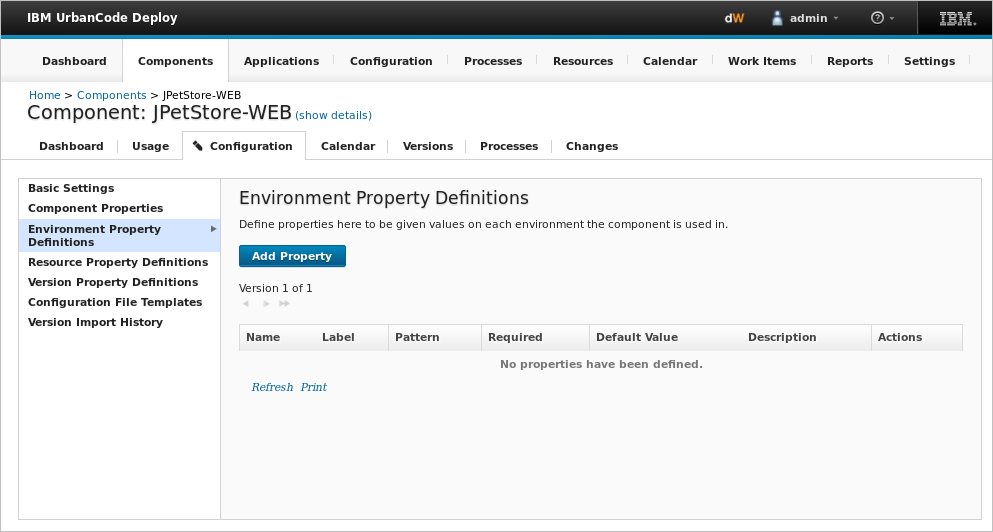 IBM UrbanCode Deploy dW admin ? IBM
Dashboard Components Applications Configuration Processes Resources Calendar Work Items Reports Settings
Home > Components > JPetStore-WEB
Component: JPetStore-WEB (show details)
Dashboard Usage Configuration Calendar Versions Processes Changes
Basic Settings
Component Properties
Environment Property
Definitions
Resource Property Definitions
Version Property Definitions
Configuration File Templates
Version Import History
Environment Property Definitions
Define properties here to be given values on each environment the component is used in.
Add Property
Version 1 of 1
Name Label Pattern Required Default Value Description Actions
No properties have been defined.
Refresh Print